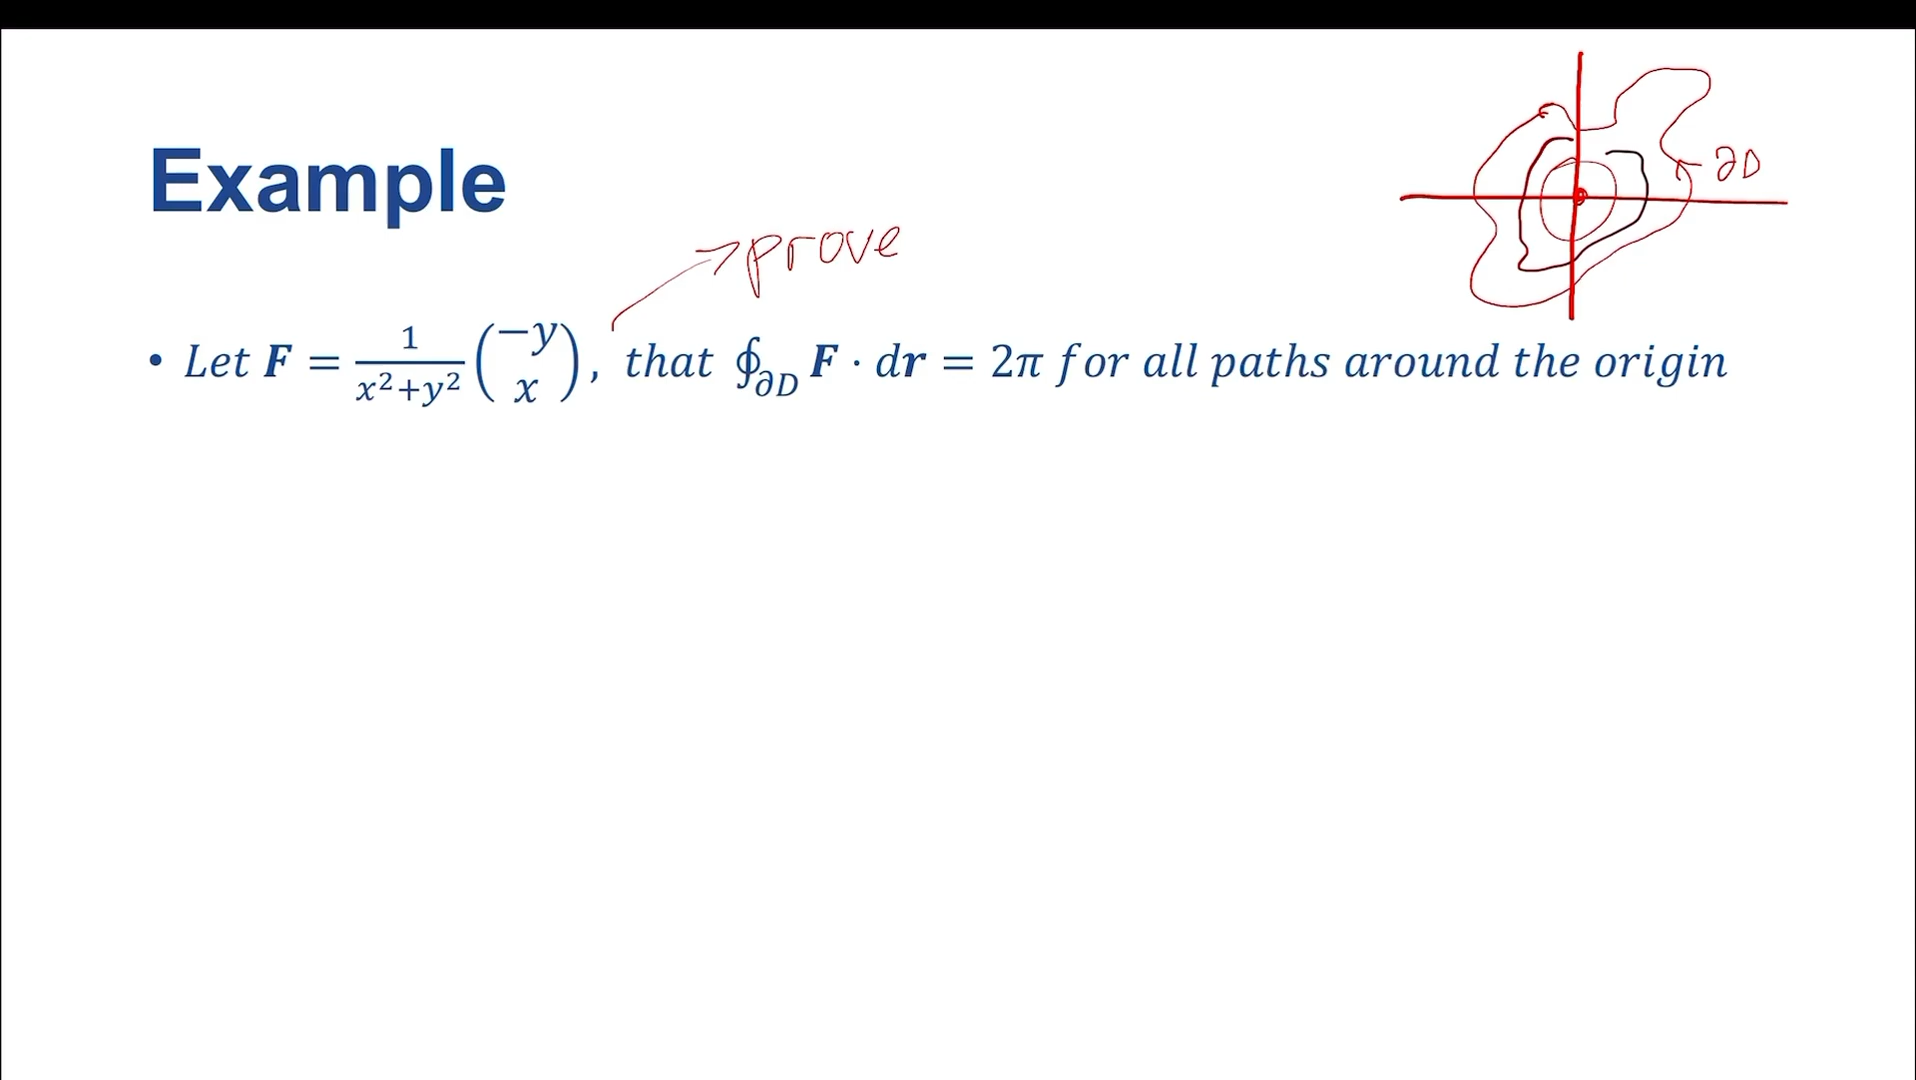 Example
∂D
→prove
• Let F = 1/(x²+y²) (−y x), that ∮∂D F · dr = 2π for all paths around the origin